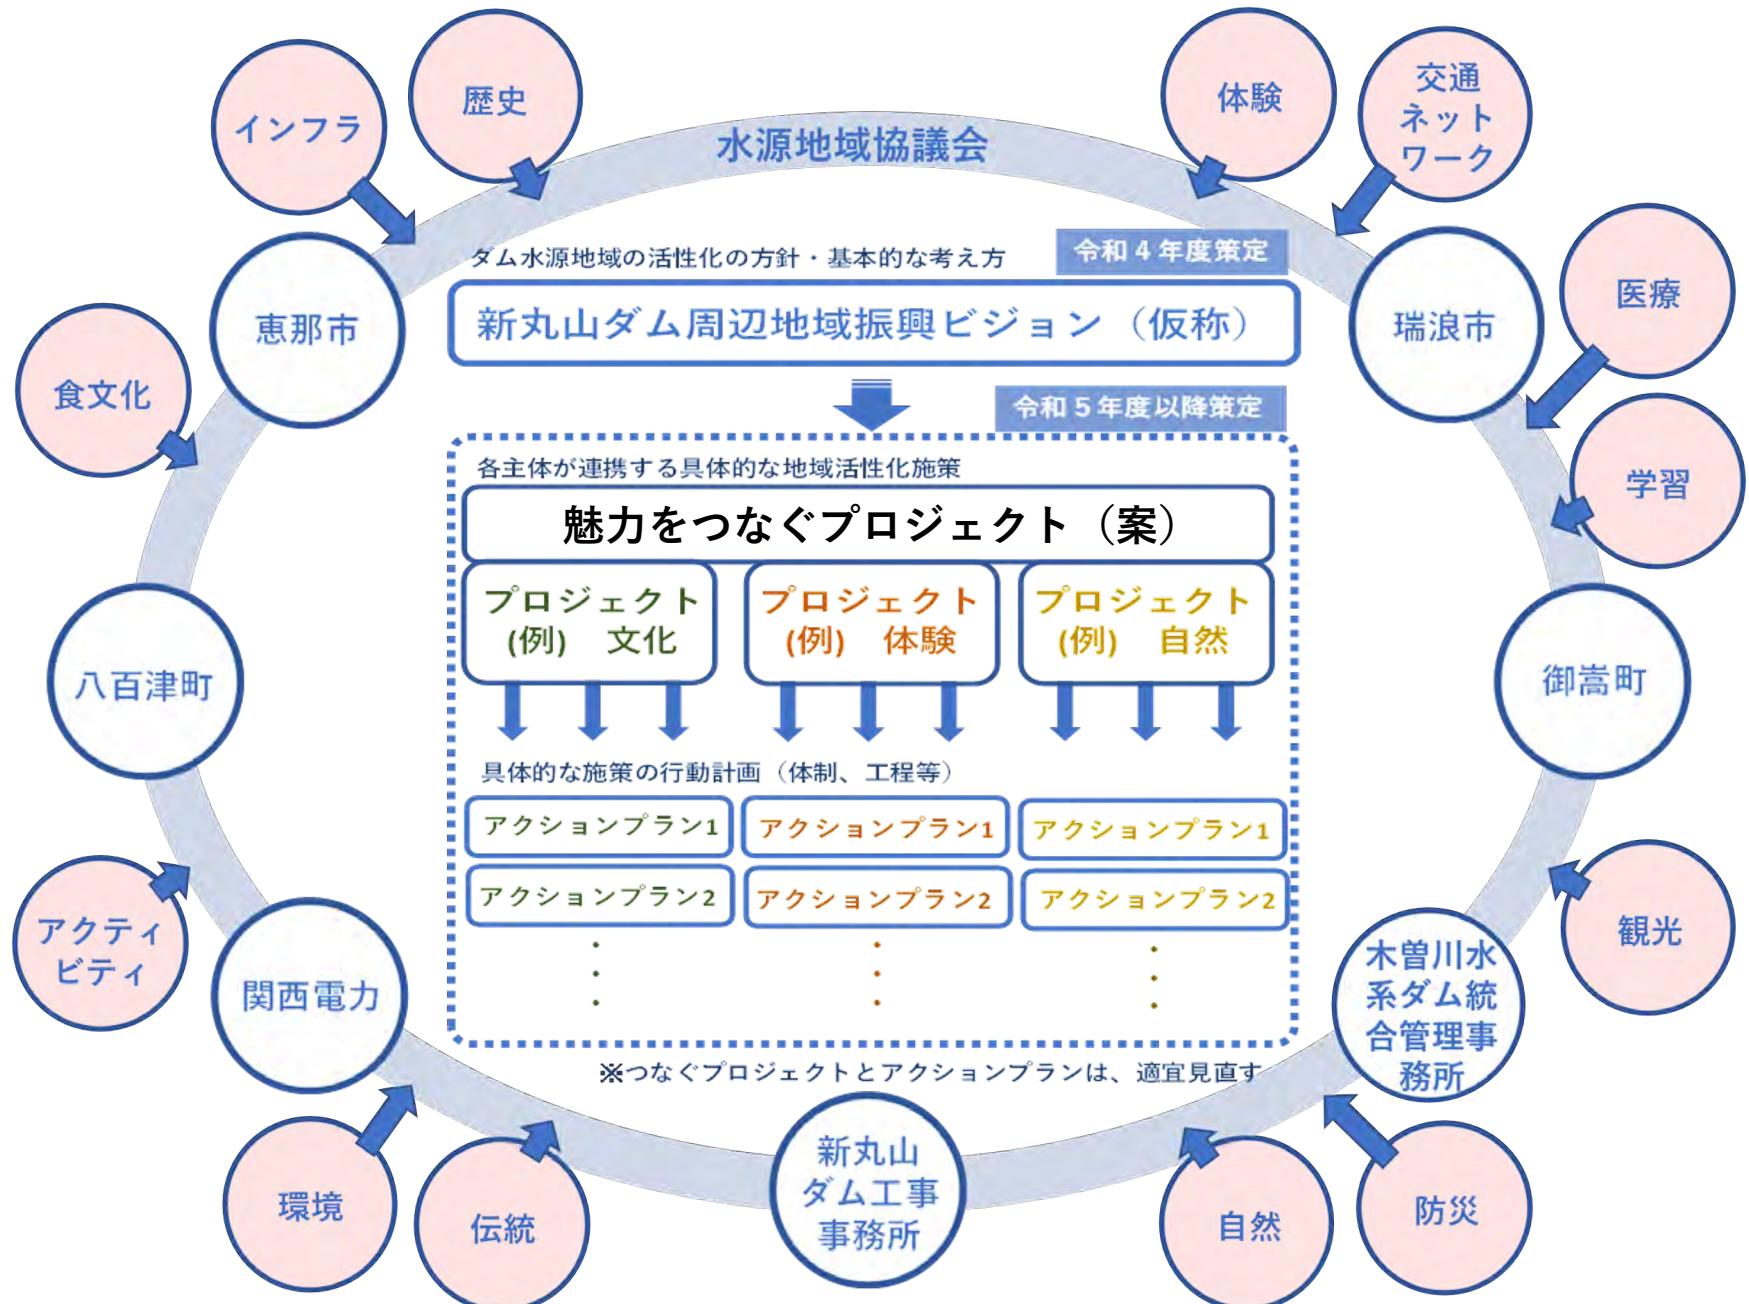 歴史
体験
交通
ネット
ワーク
インフラ
水源地域協議会
ダム水源地域の活性化の方針・基本的な考え方
令和4年度策定
新丸山ダム周辺地域振興ビジョン（仮称）
恵那市
瑞浪市
医療
食文化
令和5年度以降策定
各主体が連携する具体的な地域活性化施策
学習
魅力をつなぐプロジェクト（案）
プロジェクト
(例)　文化
プロジェクト
(例)　体験
プロジェクト
(例)　自然
八百津町
御嵩町
具体的な施策の行動計画（体制、工程等）
アクションプラン1
アクションプラン1
アクションプラン1
アクションプラン2
アクションプラン2
アクションプラン2
・
・
・
・
・
・
・
・
・
アクティ
ビティ
関西電力
木曽川水
系ダム統
合管理事
務所
観光
※つなぐプロジェクトとアクションプランは、適宜見直す
新丸山
ダム工事
事務所
環境
伝統
自然
防災